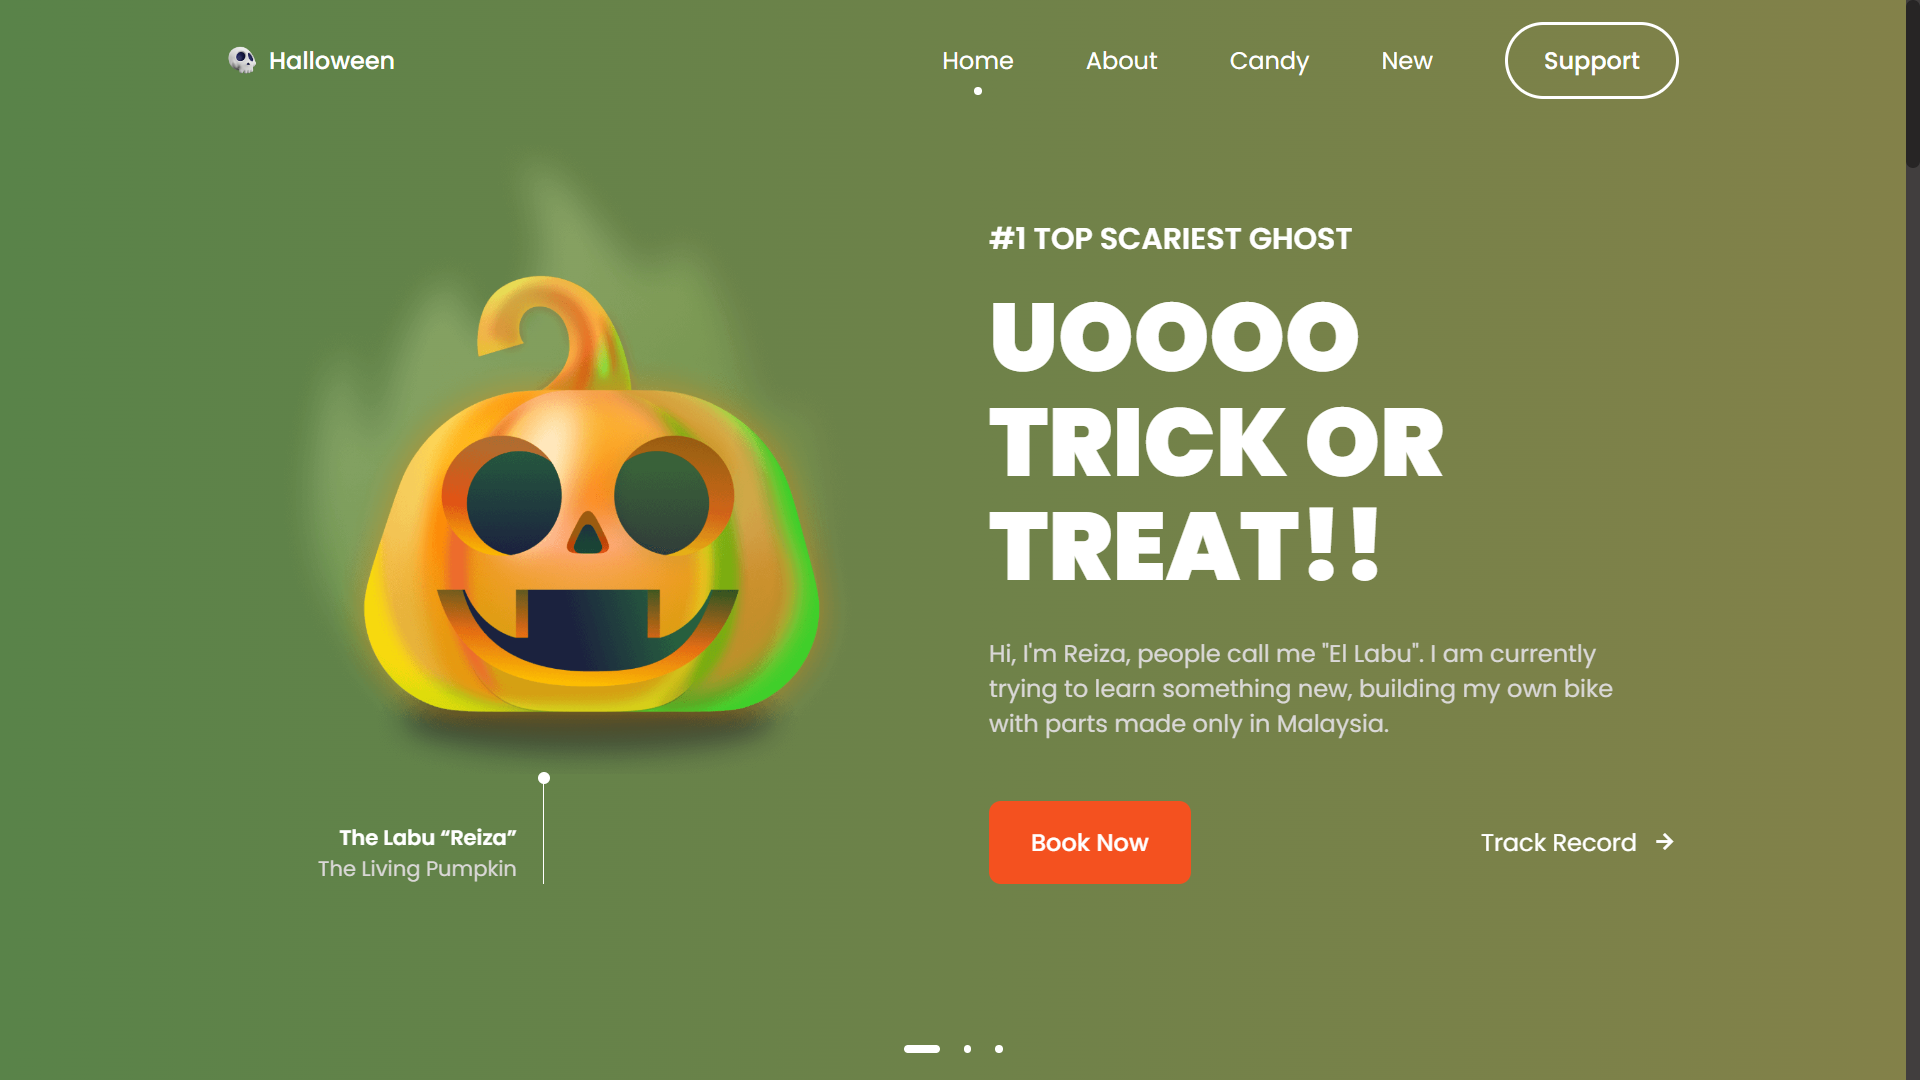 Halloween
Home
About
Candy
New
Support
#1 TOP SCARIEST GHOST
UOOOO
TRICK OR
TREAT!!
Hi, I'm Reiza, people call me "El Labu". I am currently
trying to learn something new, building my own bike
with parts made only in Malaysia.
Book Now
Track Record
The Labu “Reiza”
The Living Pumpkin